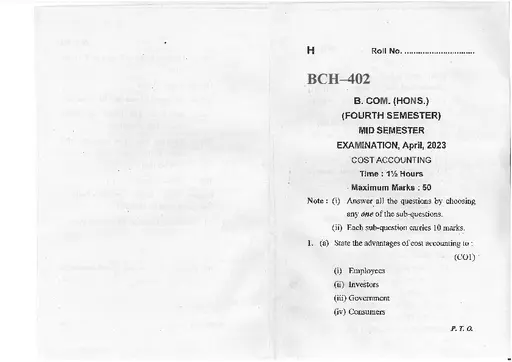 H Roll No. ..............................
BCH–402
B. COM. (HONS.)
(FOURTH SEMESTER)
MID SEMESTER
EXAMINATION, April, 2023
COST ACCOUNTING
Time : 1½ Hours
Maximum Marks : 50
Note : (i) Answer all the questions by choosing
any one of the sub-questions.
(ii) Each sub-question carries 10 marks.
1. (a) State the advantages of cost accounting to :
(CO1)
(i) Employees
(ii) Investors
(iii) Government
(iv) Consumers
P. T. O.